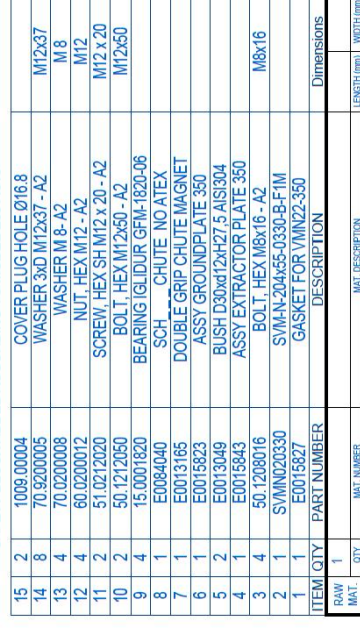 15 2 1009.00004 COVER PLUG HOLE Ø16.8
14 8 70.9200005 WASHER 3xD M12x37 - A2 M12x37
13 4 70.0200008 WASHER M 8- A2 M 8
12 4 60.0200012 NUT, HEX M12 - A2 M12
11 2 51.0212020 SCREW, HEX SH M12 x 20 - A2 M12 x 20
10 2 50.1212050 BOLT, HEX M12x50 - A2 M12x50
9 4 15.0001820 BEARING IGLIDUR GFM-1820-06
8 1 E0084040 SCH CHUTE NO ATEX
7 1 E0013165 DOUBLE GRIP CHUTE MAGNET
6 1 E0015823 ASSY GROUNDPLATE 350
5 2 E0013049 BUSH D30xd12xH27,5 AISI304
4 1 E0015843 ASSY EXTRACTOR PLATE 350
3 4 50.1208016 BOLT, HEX M8x16 - A2 M8x16
2 1 SVMN020330 SVM-N-204x55-0330-B-F1M
1 1 E0015827 GASKET FOR VMN22-350
ITEM QTY PART NUMBER DESCRIPTION Dimensions
RAW MAT. 1
QTY MAT. NUMBER MAT. DESCRIPTION LENGTH (mm) WIDTH (mm)